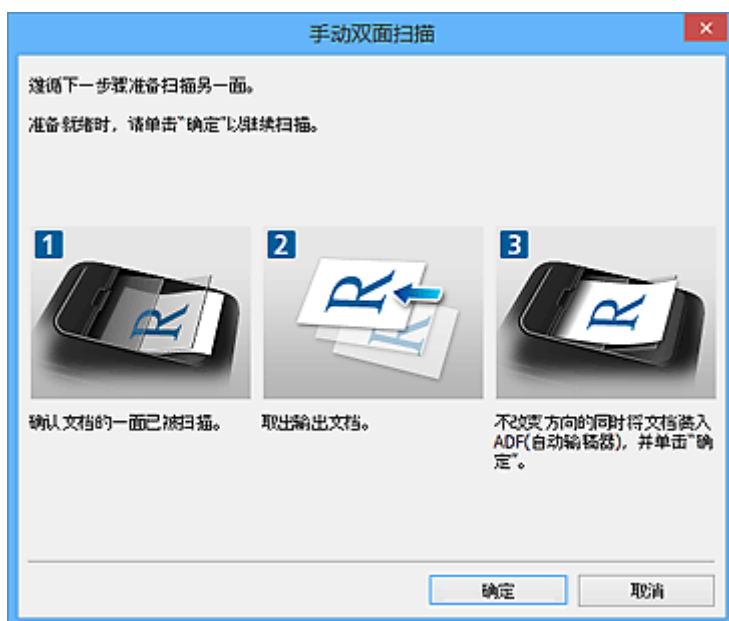 手动双面扫描
遵循下一步骤准备扫描另一面。
准备就绪时，请单击"确定"以继续扫描。
1
2
3
R
R
R
R
确认文档的一面已被扫描。
取出输出文档。
不改变方向的同时将文档装入
ADF(自动输稿器)，并单击"确
定"。
确定
取消